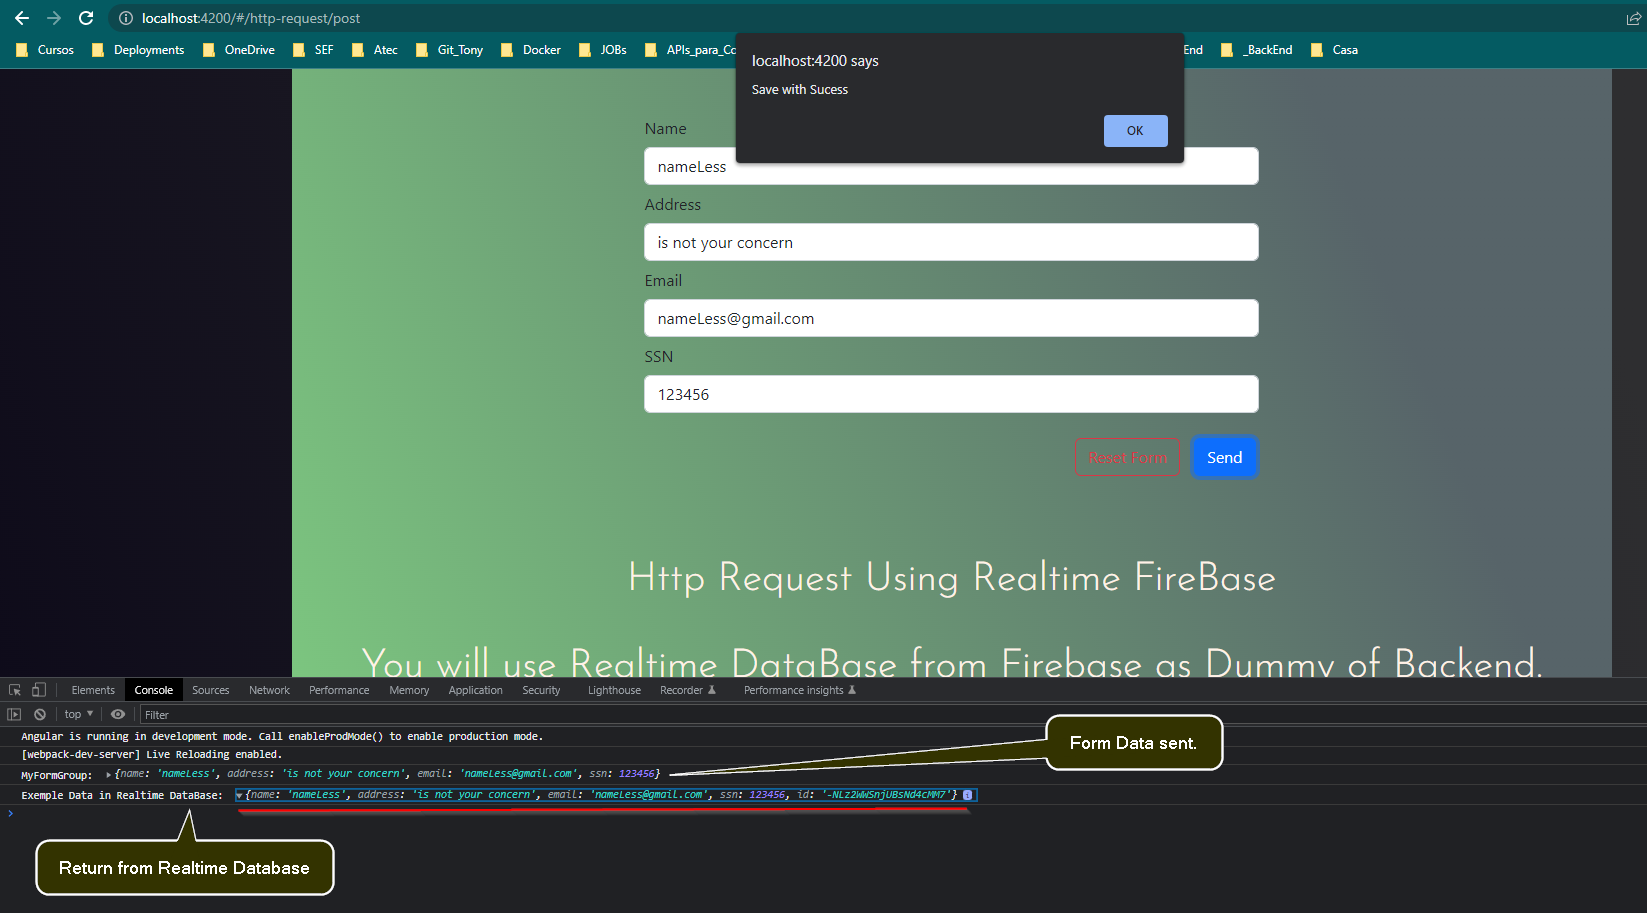 localhost:4200/#/http-request/post
Cursos Deployments OneDrive SEF Atec Git_Tony Docker JOBs APIs_para_Co End _BackEnd Casa
localhost:4200 says
Save with Sucess
OK
Name
nameLess
Address
is not your concern
Email
nameLess@gmail.com
SSN
123456
Reset Form Send
Http Request Using Realtime FireBase
You will use Realtime DataBase from Firebase as Dummy of Backend.
Elements Console Sources Network Performance Memory Application Security Lighthouse Recorder Performance insights
top Filter
Angular is running in development mode. Call enableProdMode() to enable production mode.
[webpack-dev-server] Live Reloading enabled.
MyFormGroup: {name: 'nameLess', address: 'is not your concern', email: 'nameLess@gmail.com', ssn: 123456}
Form Data sent.
Exemple Data in Realtime DataBase: {name: 'nameLess', address: 'is not your concern', email: 'nameLess@gmail.com', ssn: 123456, id: '-NLz2WwSnjUBsNd4cMM7'}
Return from Realtime Database